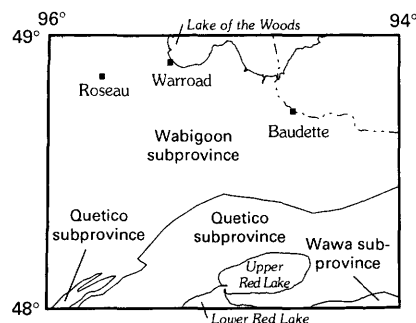 96°
94°
Lake of the Woods
49°
Warroad
Roseau
Baudette
Wabigoon
subprovince
Quetico
subprovince
Quetico
subprovince
Wawa sub-
province
Upper
Red Lake
48°
Lower Red Lake